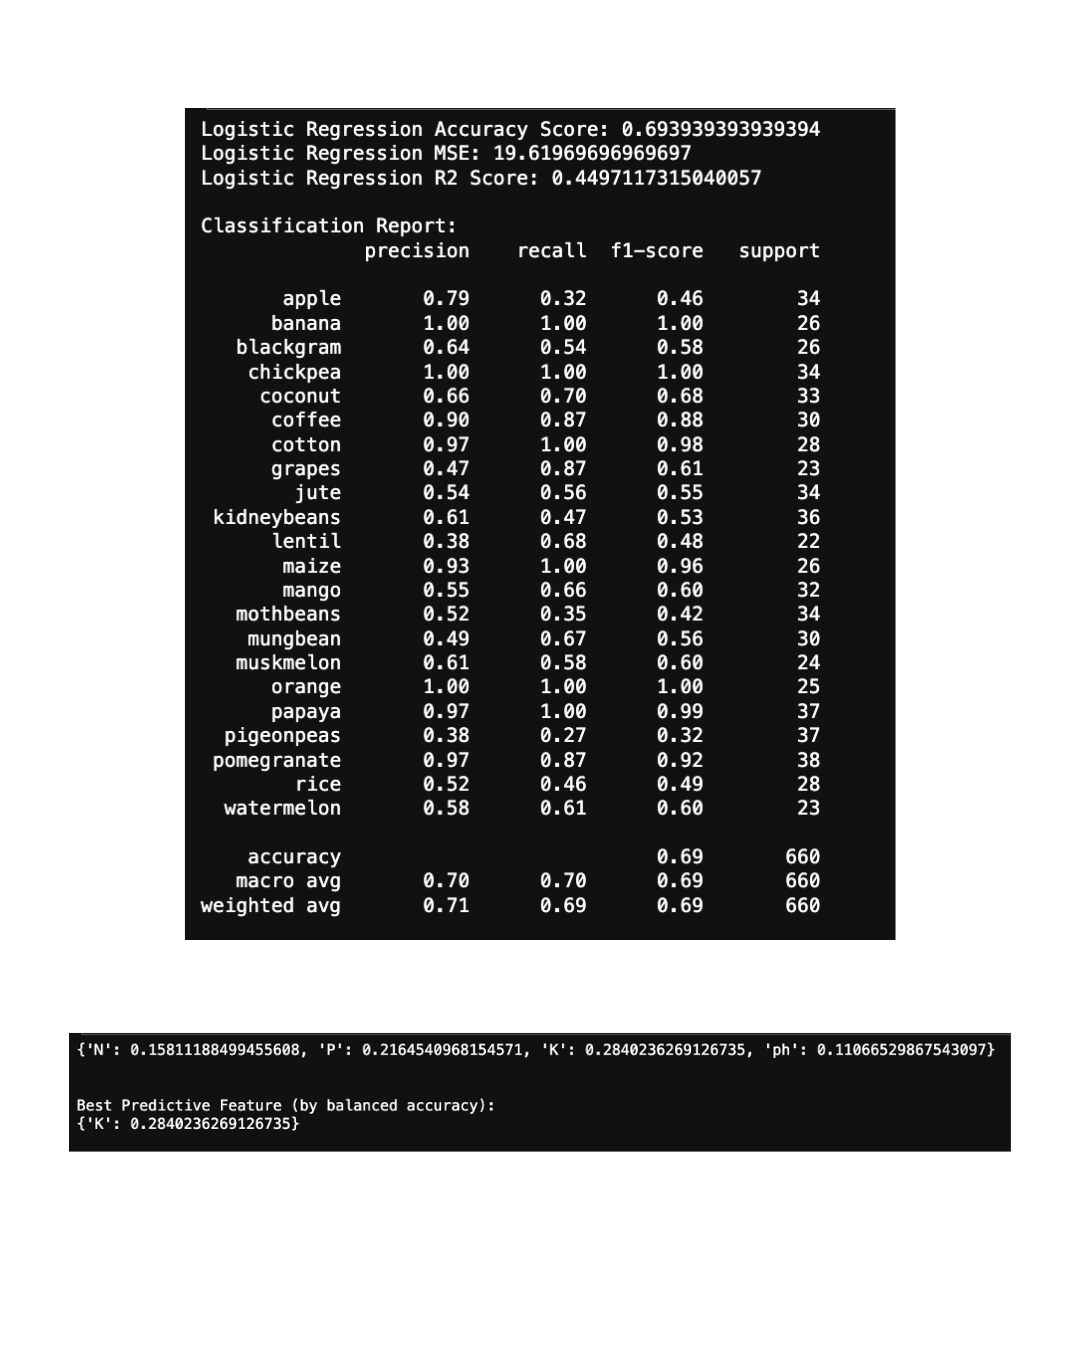 Logistic Regression Accuracy Score: 0.693939393939394
Logistic Regression MSE: 19.61969696969697
Logistic Regression R2 Score: 0.4497117315040057
Classification Report:
precision recall f1-score support
apple 0.79 0.32 0.46 34
banana 1.00 1.00 1.00 26
blackgram 0.64 0.54 0.58 26
chickpea 1.00 1.00 1.00 34
coconut 0.66 0.70 0.68 33
coffee 0.90 0.87 0.88 30
cotton 0.97 1.00 0.98 28
grapes 0.47 0.87 0.61 23
jute 0.54 0.56 0.55 34
kidneybeans 0.61 0.47 0.53 36
lentil 0.38 0.68 0.48 22
maize 0.93 1.00 0.96 26
mango 0.55 0.66 0.60 32
mothbeans 0.52 0.35 0.42 34
mungbean 0.49 0.67 0.56 30
muskmelon 0.61 0.58 0.60 24
orange 1.00 1.00 1.00 25
papaya 0.97 1.00 0.99 37
pigeonpeas 0.38 0.27 0.32 37
pomegranate 0.97 0.87 0.92 38
rice 0.52 0.46 0.49 28
watermelon 0.58 0.61 0.60 23
accuracy 0.69 660
macro avg 0.70 0.70 0.69 660
weighted avg 0.71 0.69 0.69 660
{'N': 0.15811188499455608, 'P': 0.2164540968154571, 'K': 0.2840236269126735, 'ph': 0.11066529867543097}
Best Predictive Feature (by balanced accuracy):
{'K': 0.2840236269126735}